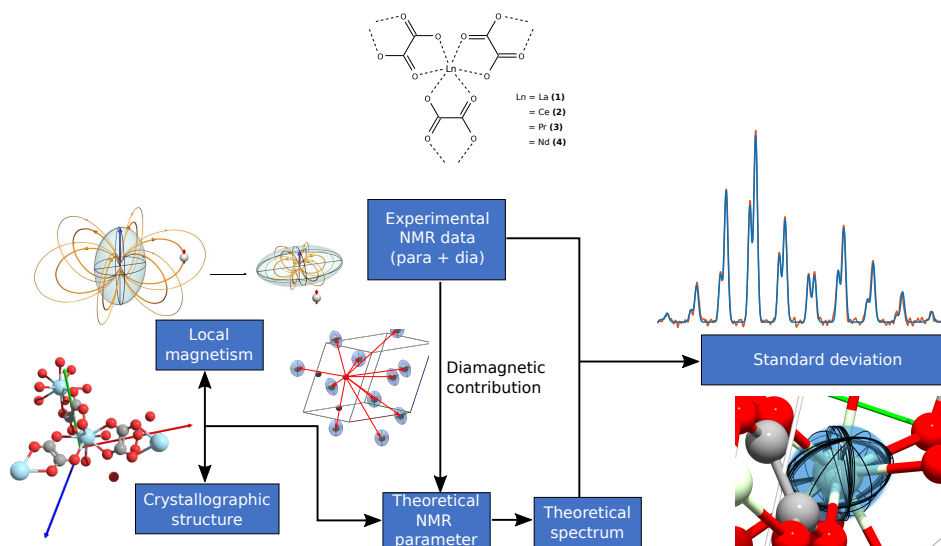 O
O
O
O
O
O
O
O
Ln
O
O
O
O
Ln = La (1)
= Ce (2)
= Pr (3)
= Nd (4)
Experimental
NMR data
(para + dia)
Local
magnetism
Diamagnetic
contribution
Standard deviation
Crystallographic
structure
Theoretical
NMR
parameter
Theoretical
spectrum